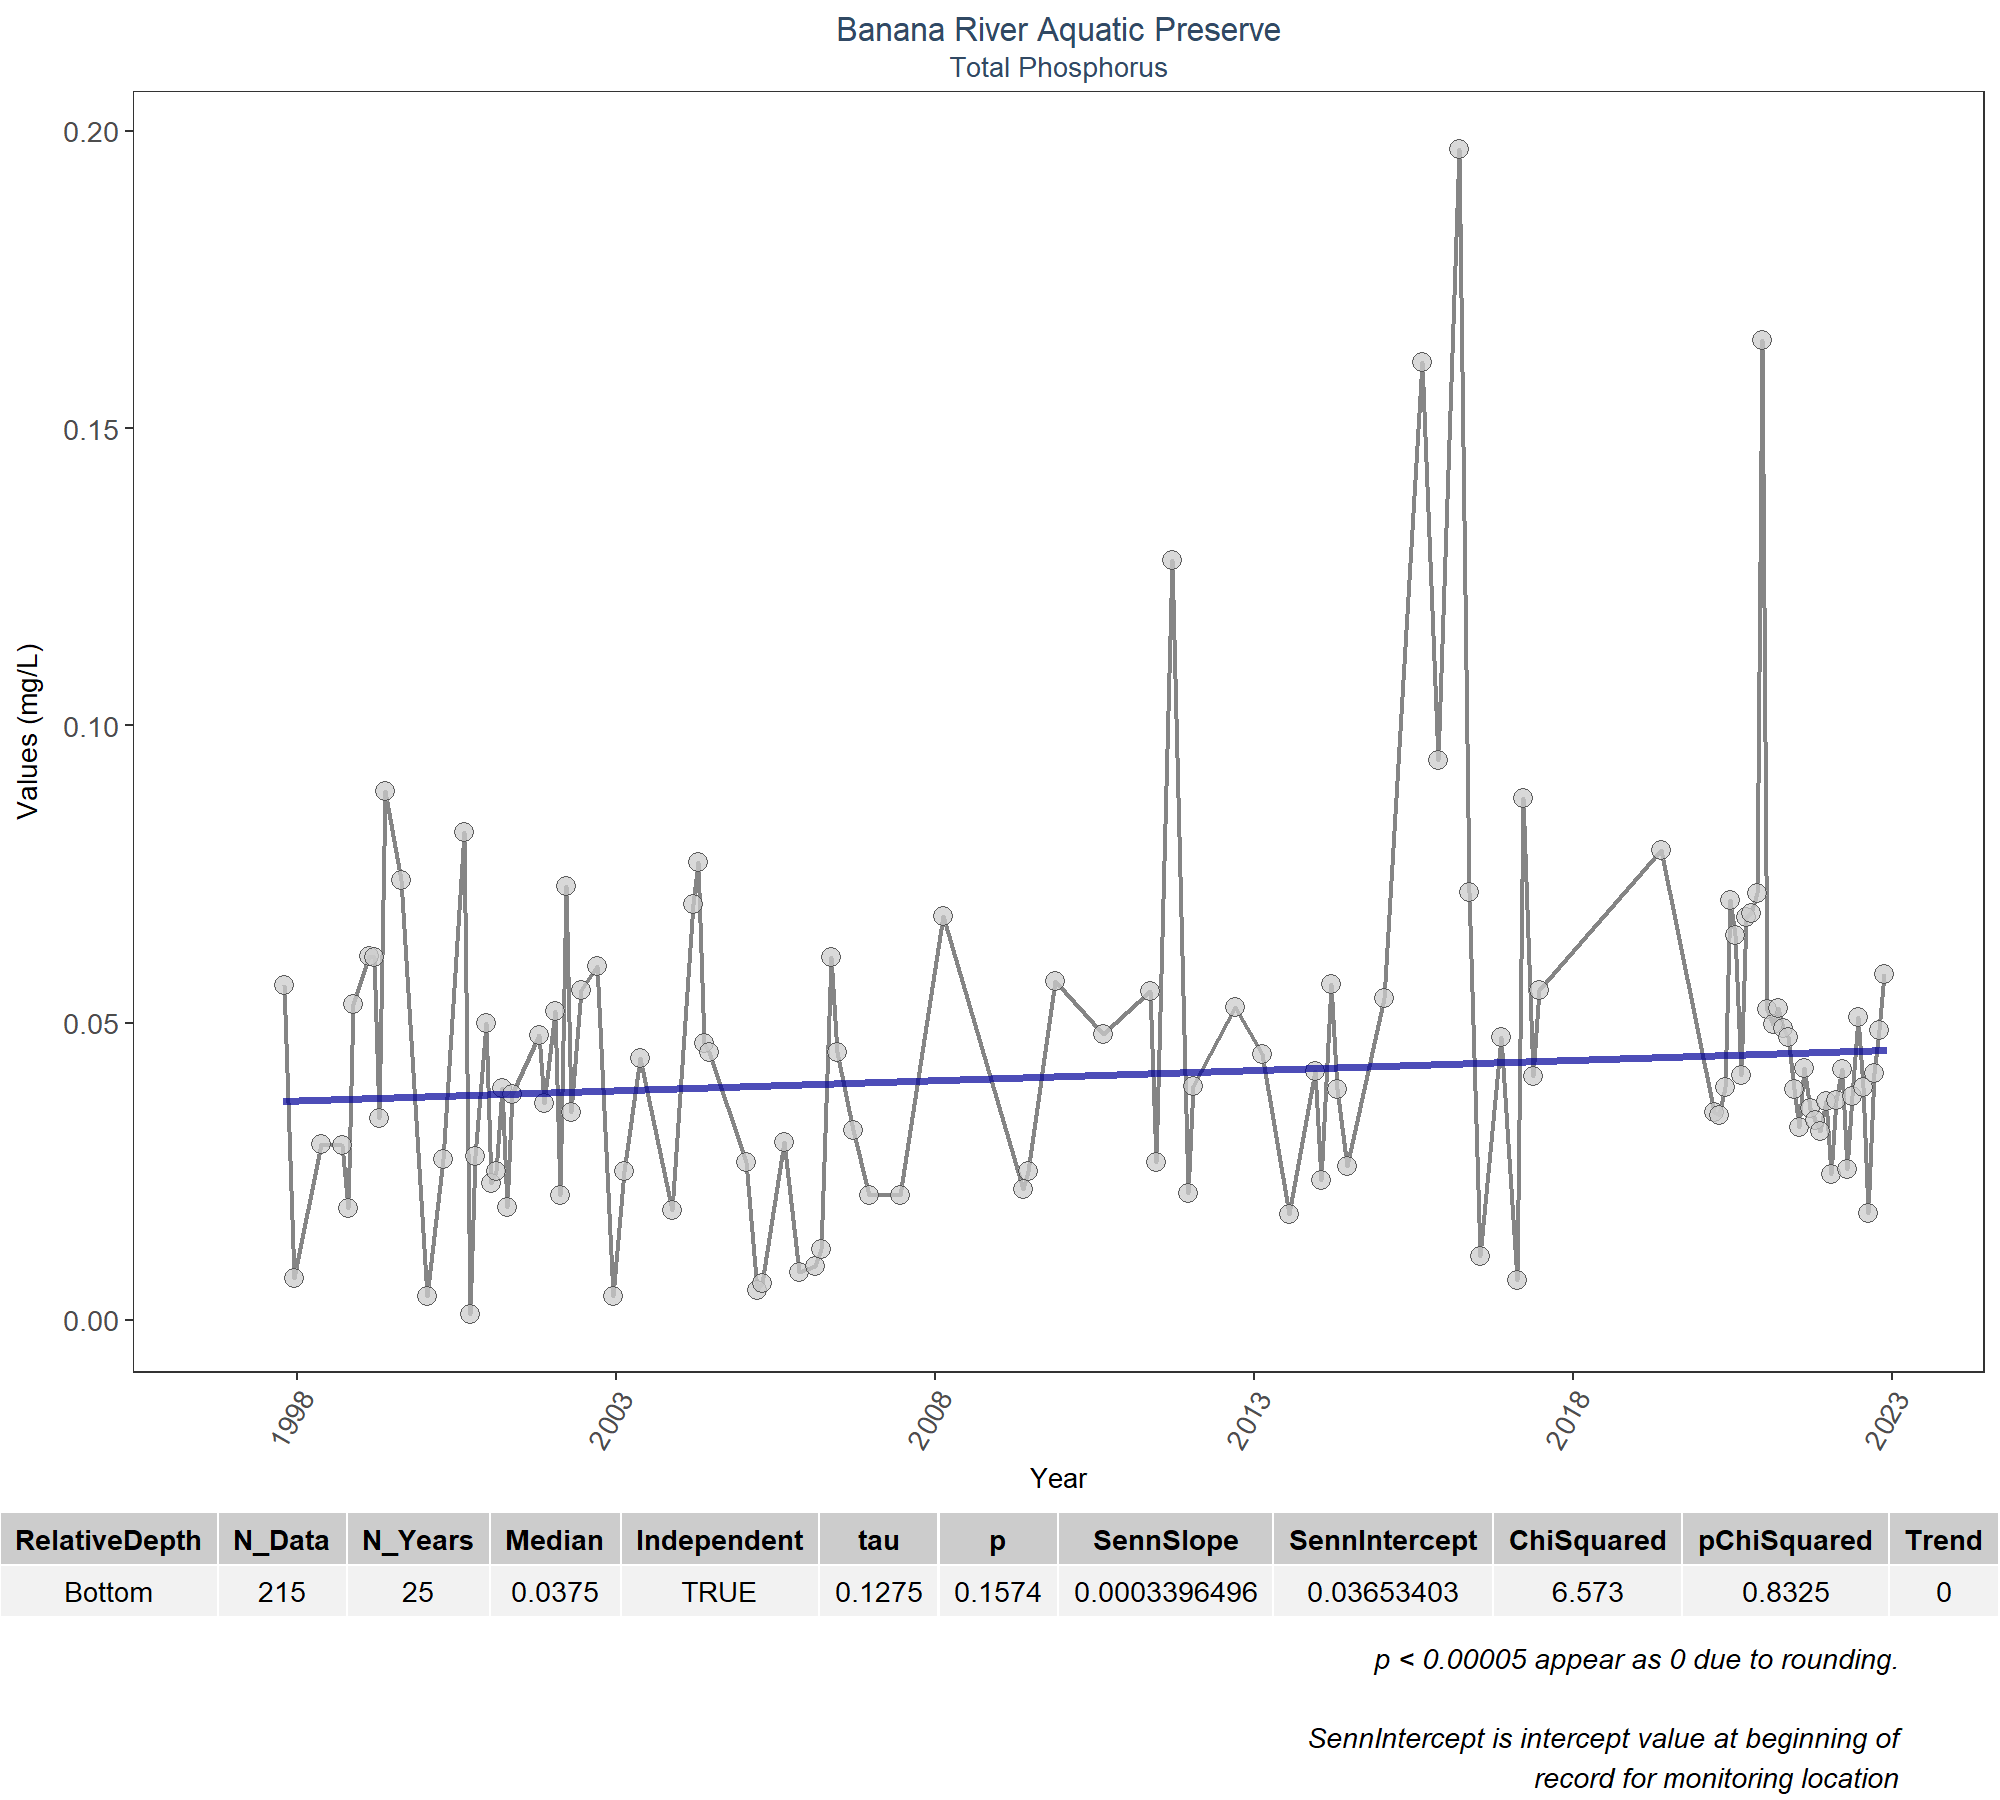 Banana River Aquatic Preserve
Total Phosphorus
Values (mg/L)
0.20
0.15
0.10
0.05
0.00
1998 2003 2008 2013 2018 2023
Year
RelativeDepth N_Data N_Years Median Independent tau p SennSlope SennIntercept ChiSquared pChiSquared Trend
Bottom 215 25 0.0375 TRUE 0.1275 0.1574 0.0003396496 0.03653403 6.573 0.8325 0
p < 0.00005 appear as 0 due to rounding.
SennIntercept is intercept value at beginning of
record for monitoring location